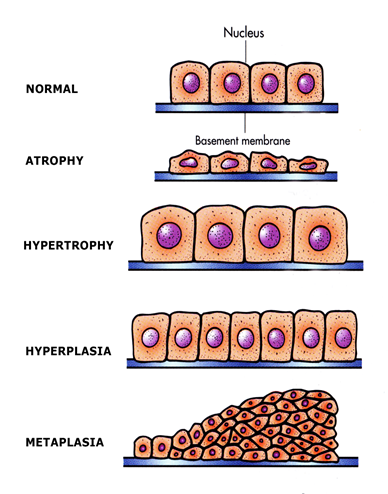 Nucleus
NORMAL
Basement membrane
ATROPHY
HYPERTROPHY
HYPERPLASIA
METAPLASIA